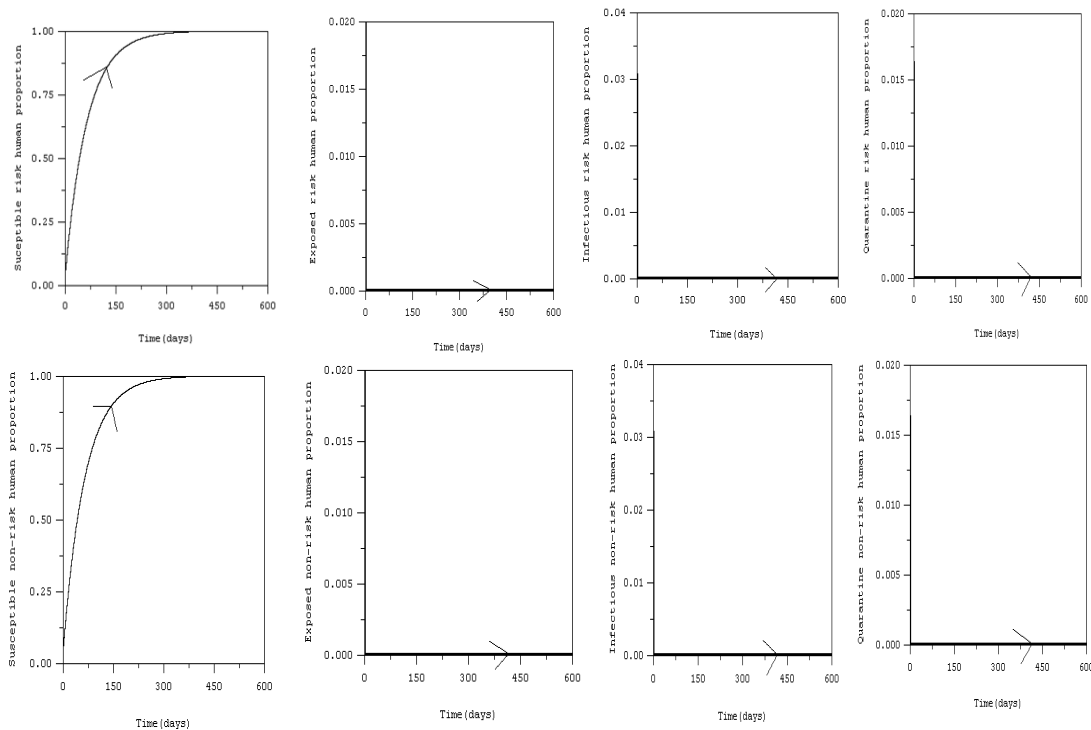 Suceptible risk human proportion
1.00
0.75
0.50
0.25
0.00
0 150 300 450 600
Time(days)
Exposed risk human proportion
0.020
0.015
0.010
0.005
0.000
0 150 300 450 600
Time(days)
Infectious risk human proportion
0.04
0.03
0.02
0.01
0.00
0 150 300 450 600
Time(days)
Quarantine risk human proportion
0.020
0.015
0.010
0.005
0.000
0 150 300 450 600
Time(days)
Susceptible non-risk human proportion
1.00
0.75
0.50
0.25
0.00
0 150 300 450 600
Time(days)
Exposed non-risk human proportion
0.020
0.015
0.010
0.005
0.000
0 150 300 450 600
Time(days)
Infectious non-risk human proportion
0.04
0.03
0.02
0.01
0.00
0 150 300 450 600
Time(days)
Quarantine non-risk human proportion
0.020
0.015
0.010
0.005
0.000
0 150 300 450 600
Time(days)